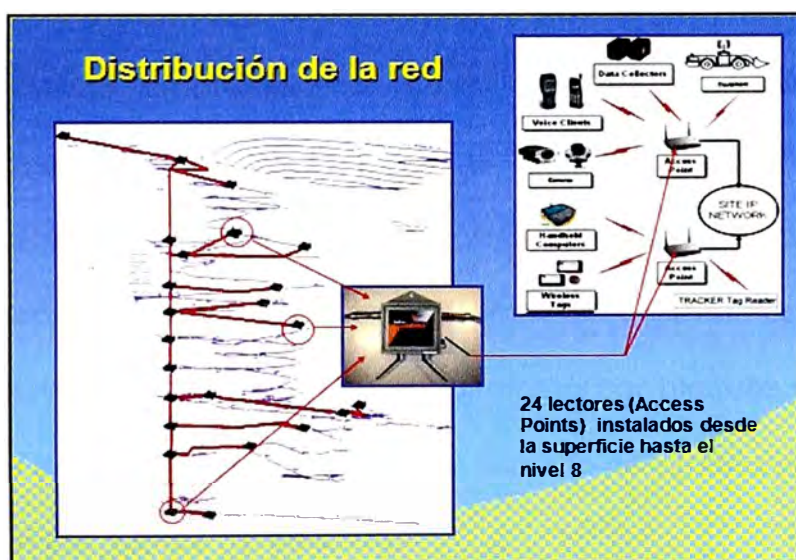 Distribución de la red
Data Collectors
Voice Clients
Access
Point
SITE IP
NETWORK
Handheld
Computers
Access
Point
Wireless
Tags
TRACKER Tag Reader
24 lectores (Access
Points) instalados desde
la superficie hasta el
nivel 8